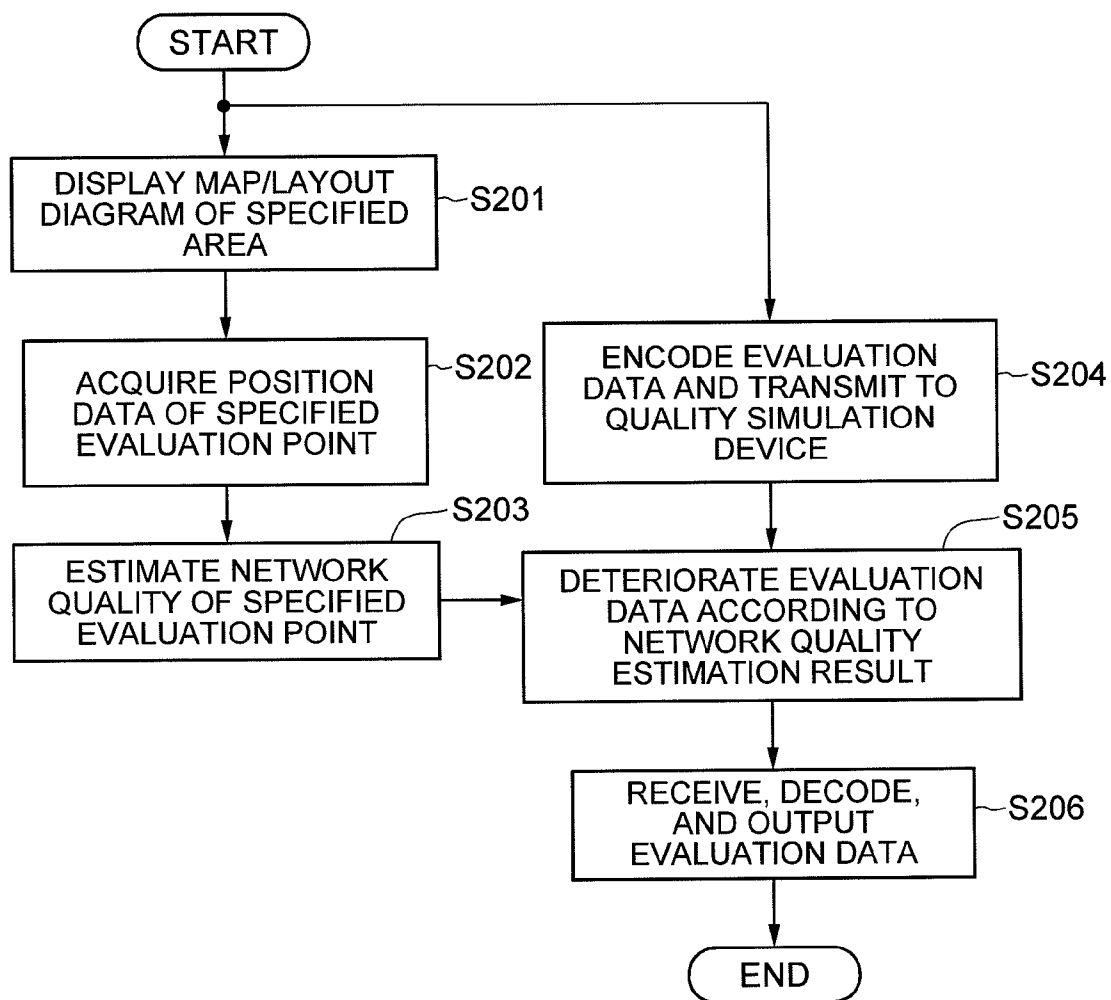 START
DISPLAY MAP/LAYOUT
DIAGRAM OF SPECIFIED
AREA
S201
ACQUIRE POSITION
DATA OF SPECIFIED
EVALUATION POINT
S202
ESTIMATE NETWORK
QUALITY OF SPECIFIED
EVALUATION POINT
S203
ENCODE EVALUATION
DATA AND TRANSMIT TO
QUALITY SIMULATION
DEVICE
S204
DETERIORATE EVALUATION
DATA ACCORDING TO
NETWORK QUALITY
ESTIMATION RESULT
S205
RECEIVE, DECODE,
AND OUTPUT
EVALUATION DATA
S206
END